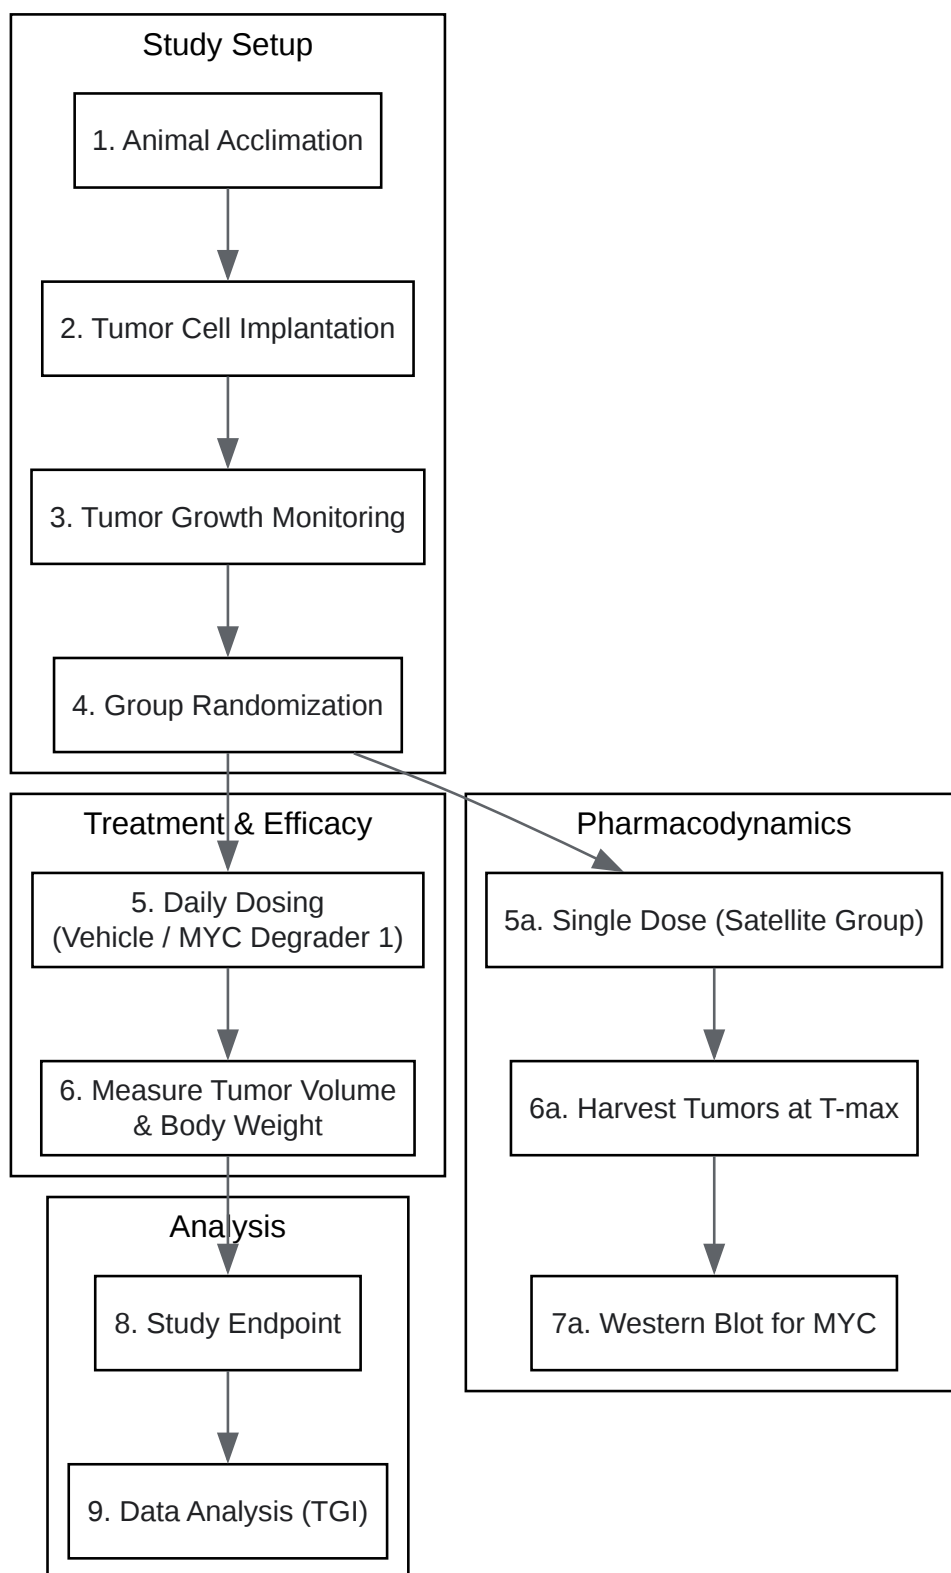 Study Setup
1. Animal Acclimation
2. Tumor Cell Implantation
3. Tumor Growth Monitoring
4. Group Randomization
Treatment & Efficacy
5. Daily Dosing
(Vehicle / MYC Degrader 1)
6. Measure Tumor Volume
& Body Weight
Pharmacodynamics
5a. Single Dose (Satellite Group)
6a. Harvest Tumors at T-max
7a. Western Blot for MYC
Analysis
8. Study Endpoint
9. Data Analysis (TGI)